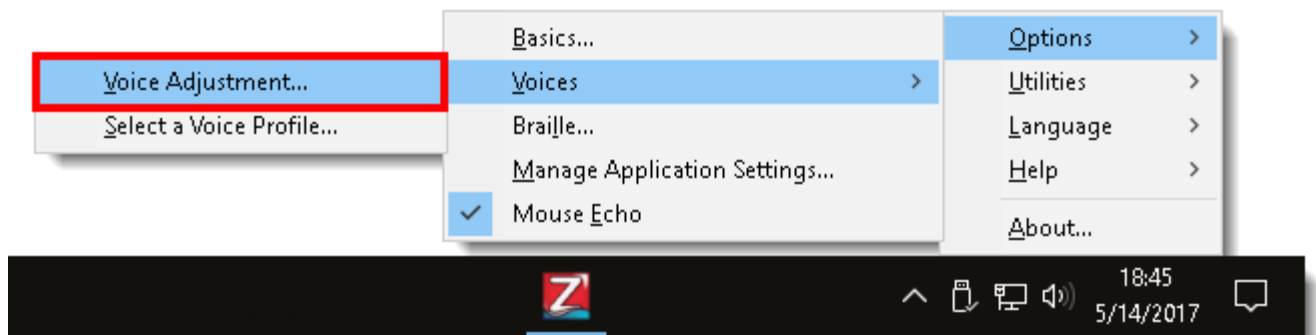 Voice Adjustment...
Select a Voice Profile...
Basics...
Voices
Braille...
Manage Application Settings...
Mouse Echo
Options
Utilities
Language
Help
About...
Z
18:45
5/14/2017